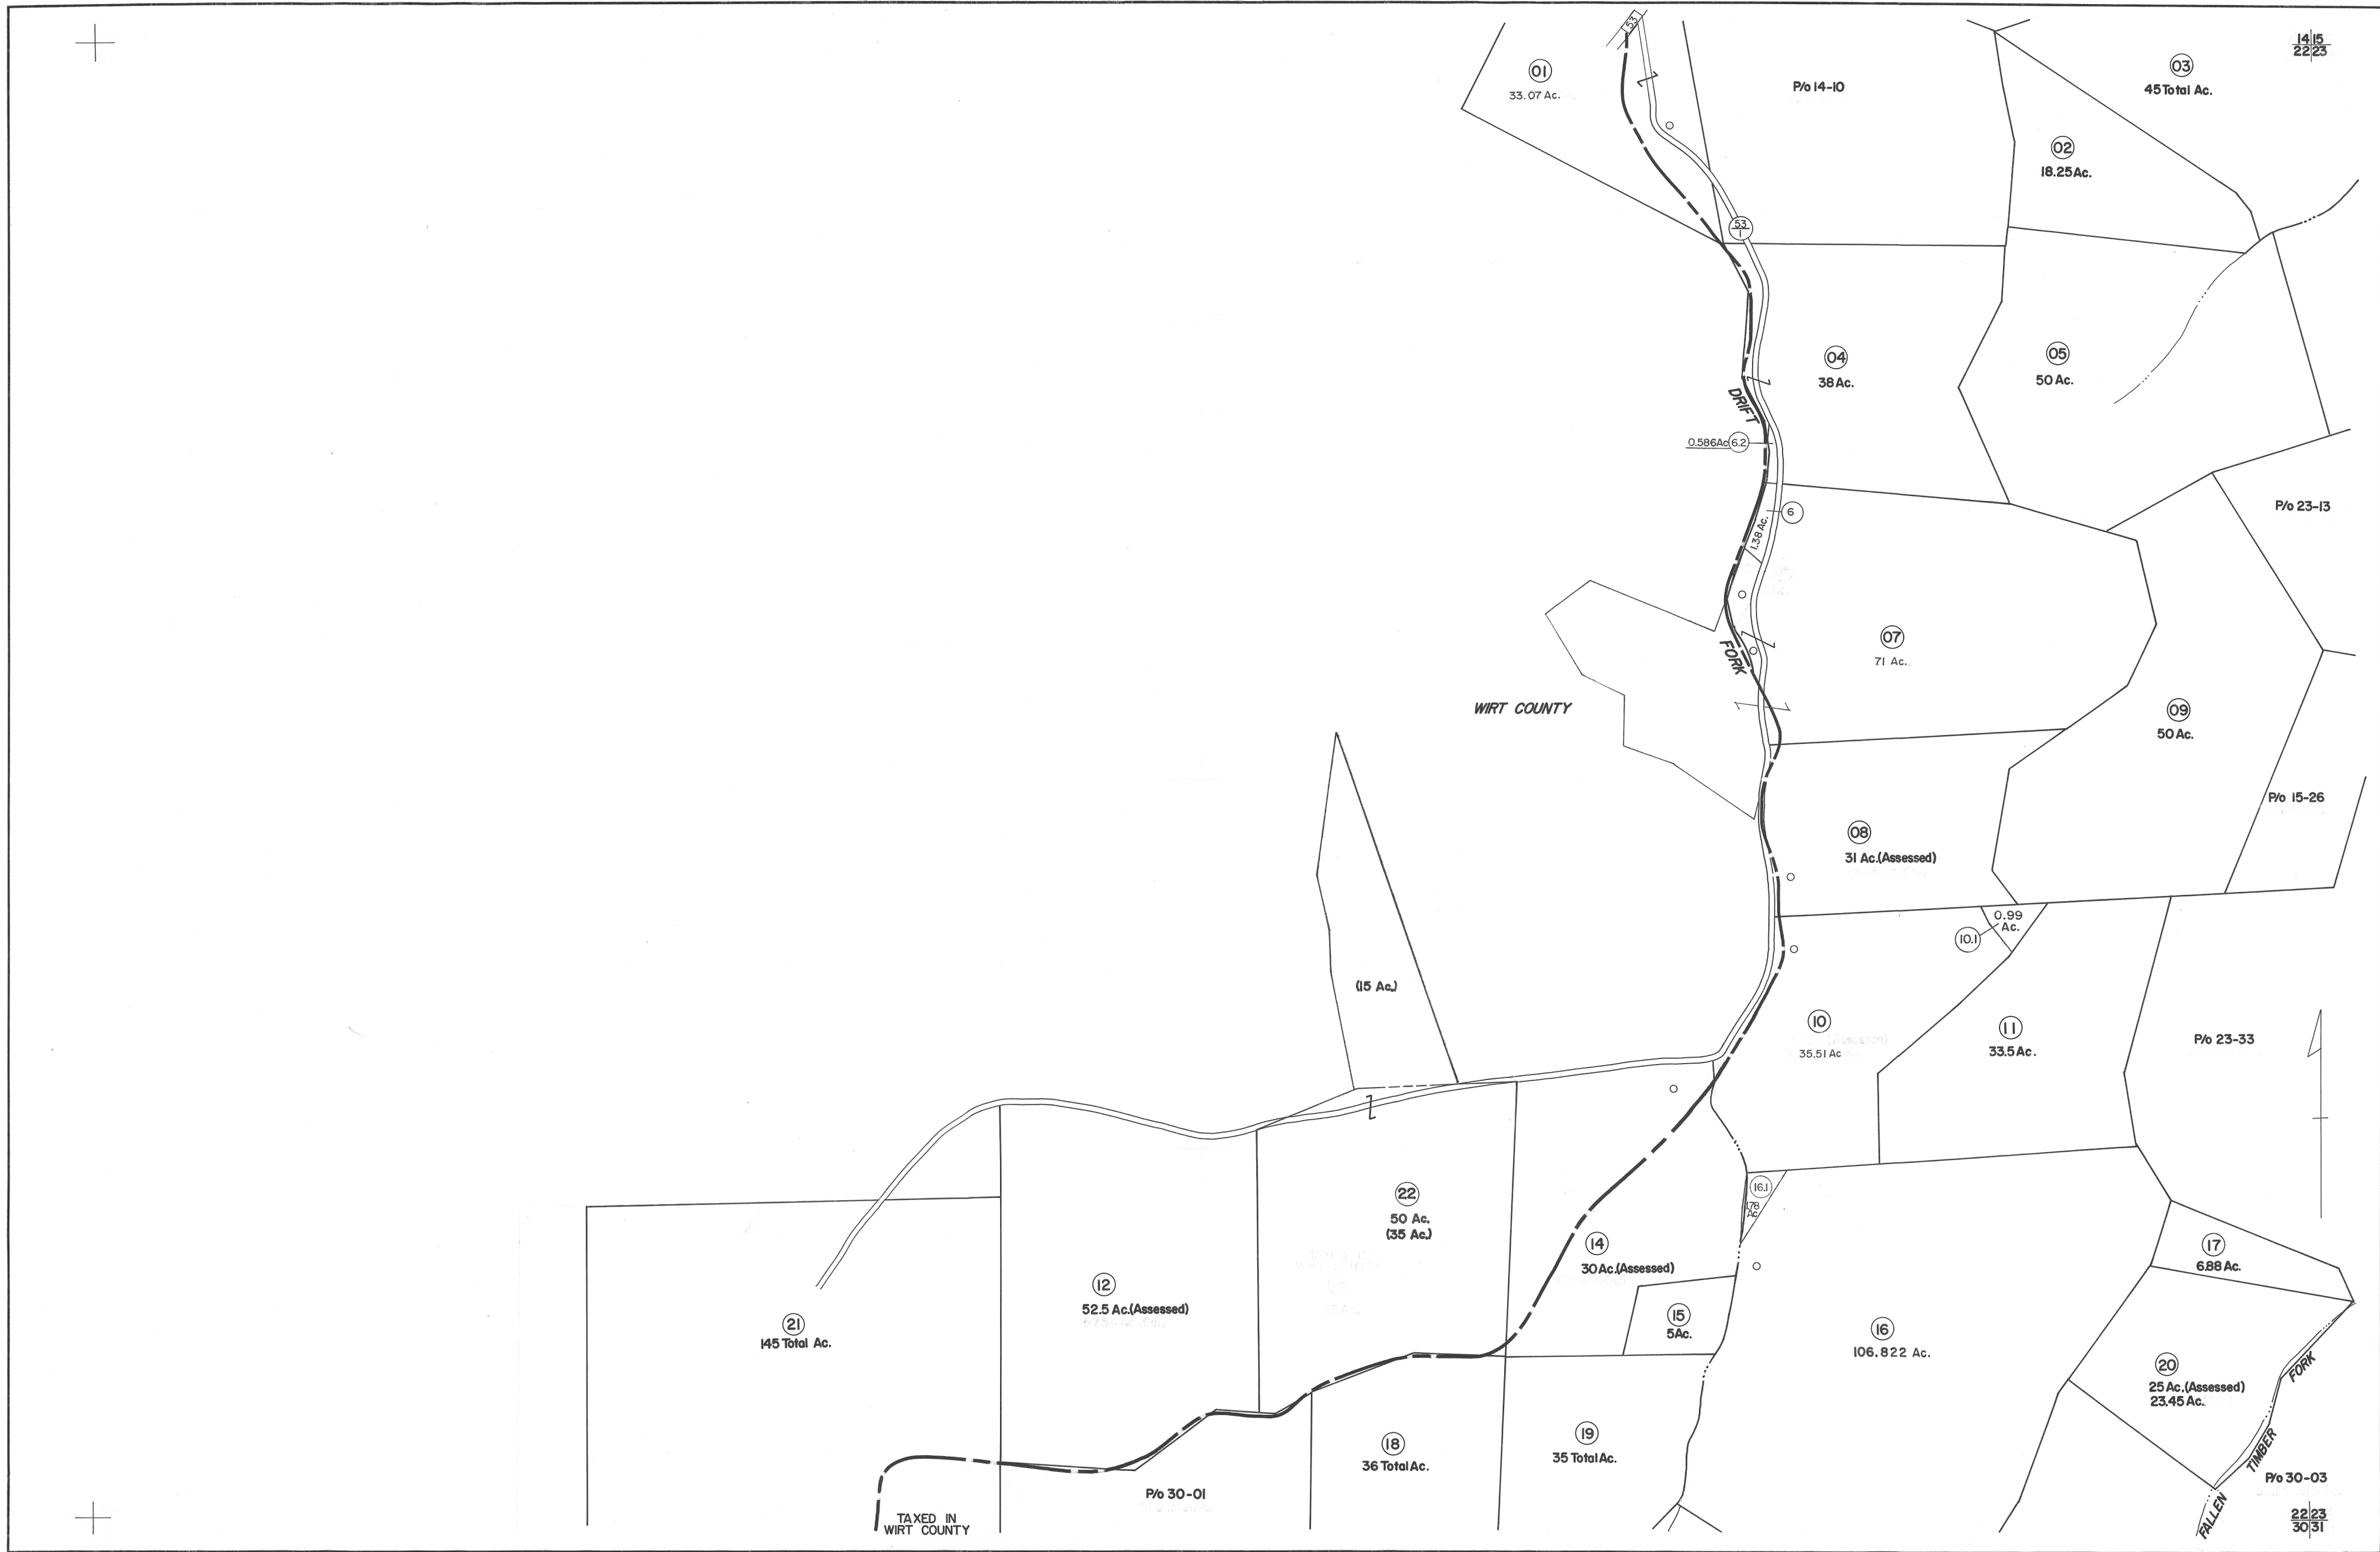 53
01
33.07 Ac.
P/o 14-10
03
45 Total Ac.
14 15
22 23
02
18.25 Ac.
53
1
04
38 Ac.
05
50 Ac.
DRIFT
0.586Ac 6.2
6
1.38 Ac.
P/o 23-13
FORK
07
71 Ac.
WIRT COUNTY
09
50 Ac.
P/o 15-26
08
31 Ac.(Assessed)
0.99
Ac.
10.1
(15 Ac.)
10
35.51 Ac
11
33.5 Ac.
P/o 23-33
16.1
1.78
Ac.
22
50 Ac.
(35 Ac.)
14
30 Ac.(Assessed)
17
6.88 Ac.
12
52.5 Ac.(Assessed)
21
145 Total Ac.
15
5 Ac.
16
106.822 Ac.
20
25 Ac.(Assessed)
23.45 Ac.
18
36 Total Ac.
19
35 Total Ac.
P/o 30-01
TAXED IN
WIRT COUNTY
FALLEN TIMBER FORK
P/o 30-03
22 23
30 31